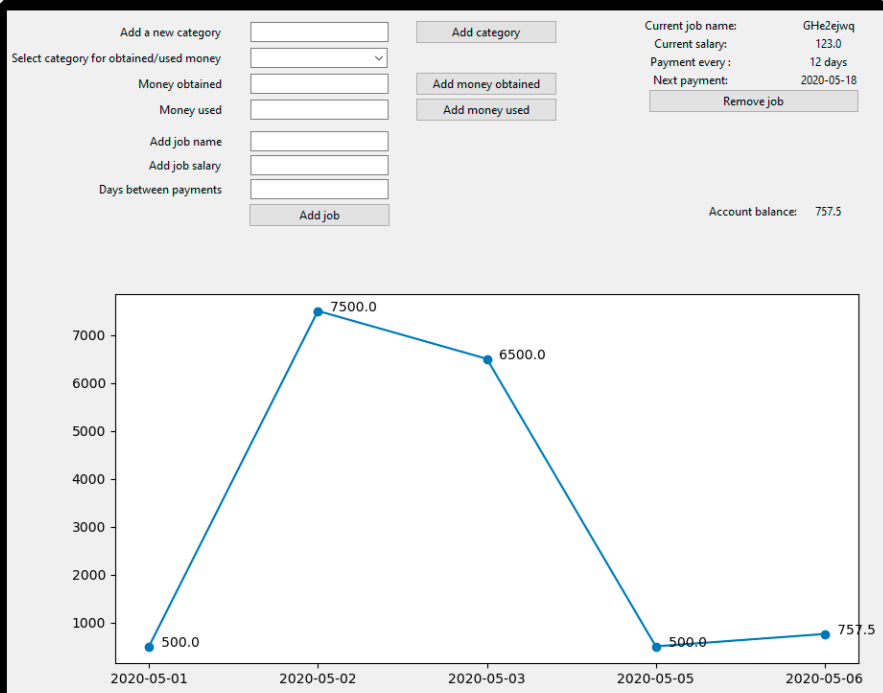 Add a new category
Add category
Select category for obtained/used money
Money obtained
Add money obtained
Money used
Add money used
Add job name
Add job salary
Days between payments
Add job
Current job name: GHe2ejwq
Current salary: 123.0
Payment every : 12 days
Next payment: 2020-05-18
Remove job
Account balance: 757.5
7500.0
7000
6500.0
6000
5000
4000
3000
2000
1000
500.0
500.0
757.5
2020-05-01 2020-05-02 2020-05-03 2020-05-05 2020-05-06